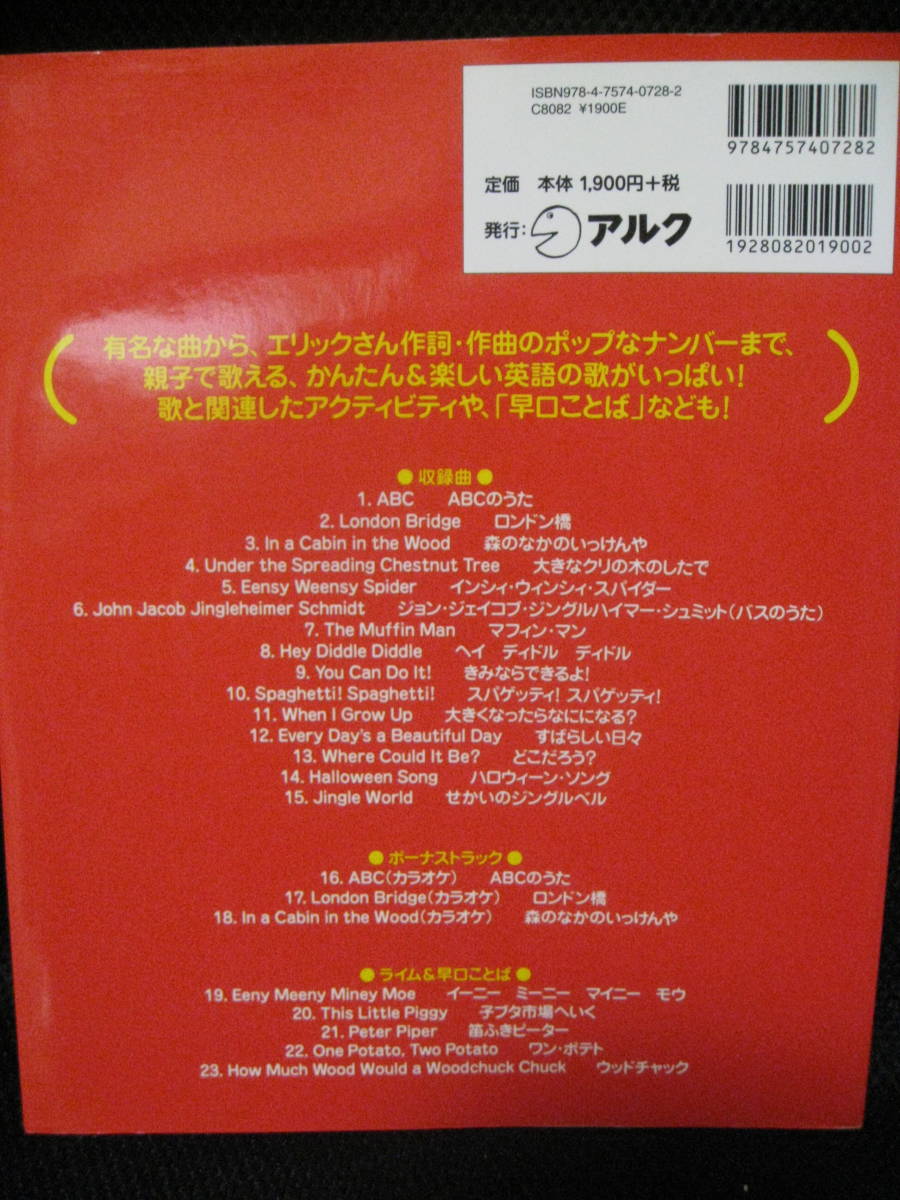 ISBN978-4-7574-0728-2
C8082 ¥1900E
9784757407282
定価 本体 1,900円+税
発行: アルク
1928082019002
有名な曲から、エリックさん作詞・作曲のポップなナンバーまで、
親子で歌える、かんたん&楽しい英語の歌がいっぱい!
歌と関連したアクティビティや、「早口ことば」なども!
● 収録曲 ●
1. ABC ABCのうた
2. London Bridge ロンドン橋
3. In a Cabin in the Wood 森のなかのいっけんや
4. Under the Spreading Chestnut Tree 大きなクリの木のしたで
5. Eensy Weensy Spider インシィ・ウィンシィ・スパイダー
6. John Jacob Jingleheimer Schmidt ジョン・ジェイコブ・ジングルハイマー・シュミット(バスのうた)
7. The Muffin Man マフィン・マン
8. Hey Diddle Diddle ヘイ ディドル ディドル
9. You Can Do It! きみならできるよ!
10. Spaghetti! Spaghetti! スパゲッティ! スパゲッティ!
11. When I Grow Up 大きくなったらなにになる?
12. Every Day's a Beautiful Day すばらしい日々
13. Where Could It Be? どこだろう?
14. Halloween Song ハロウィーン・ソング
15. Jingle World せかいのジングルベル
● ボーナストラック ●
16. ABC(カラオケ) ABCのうた
17. London Bridge(カラオケ) ロンドン橋
18. In a Cabin in the Wood(カラオケ) 森のなかのいっけんや
● ライム&早口ことば ●
19. Eeny Meeny Miney Moe イーニー ミーニー マイニー モウ
20. This Little Piggy 子ブタ市場へいく
21. Peter Piper 笛ふきピーター
22. One Potato, Two Potato ワン・ポテト
23. How Much Wood Would a Woodchuck Chuck ウッドチャック